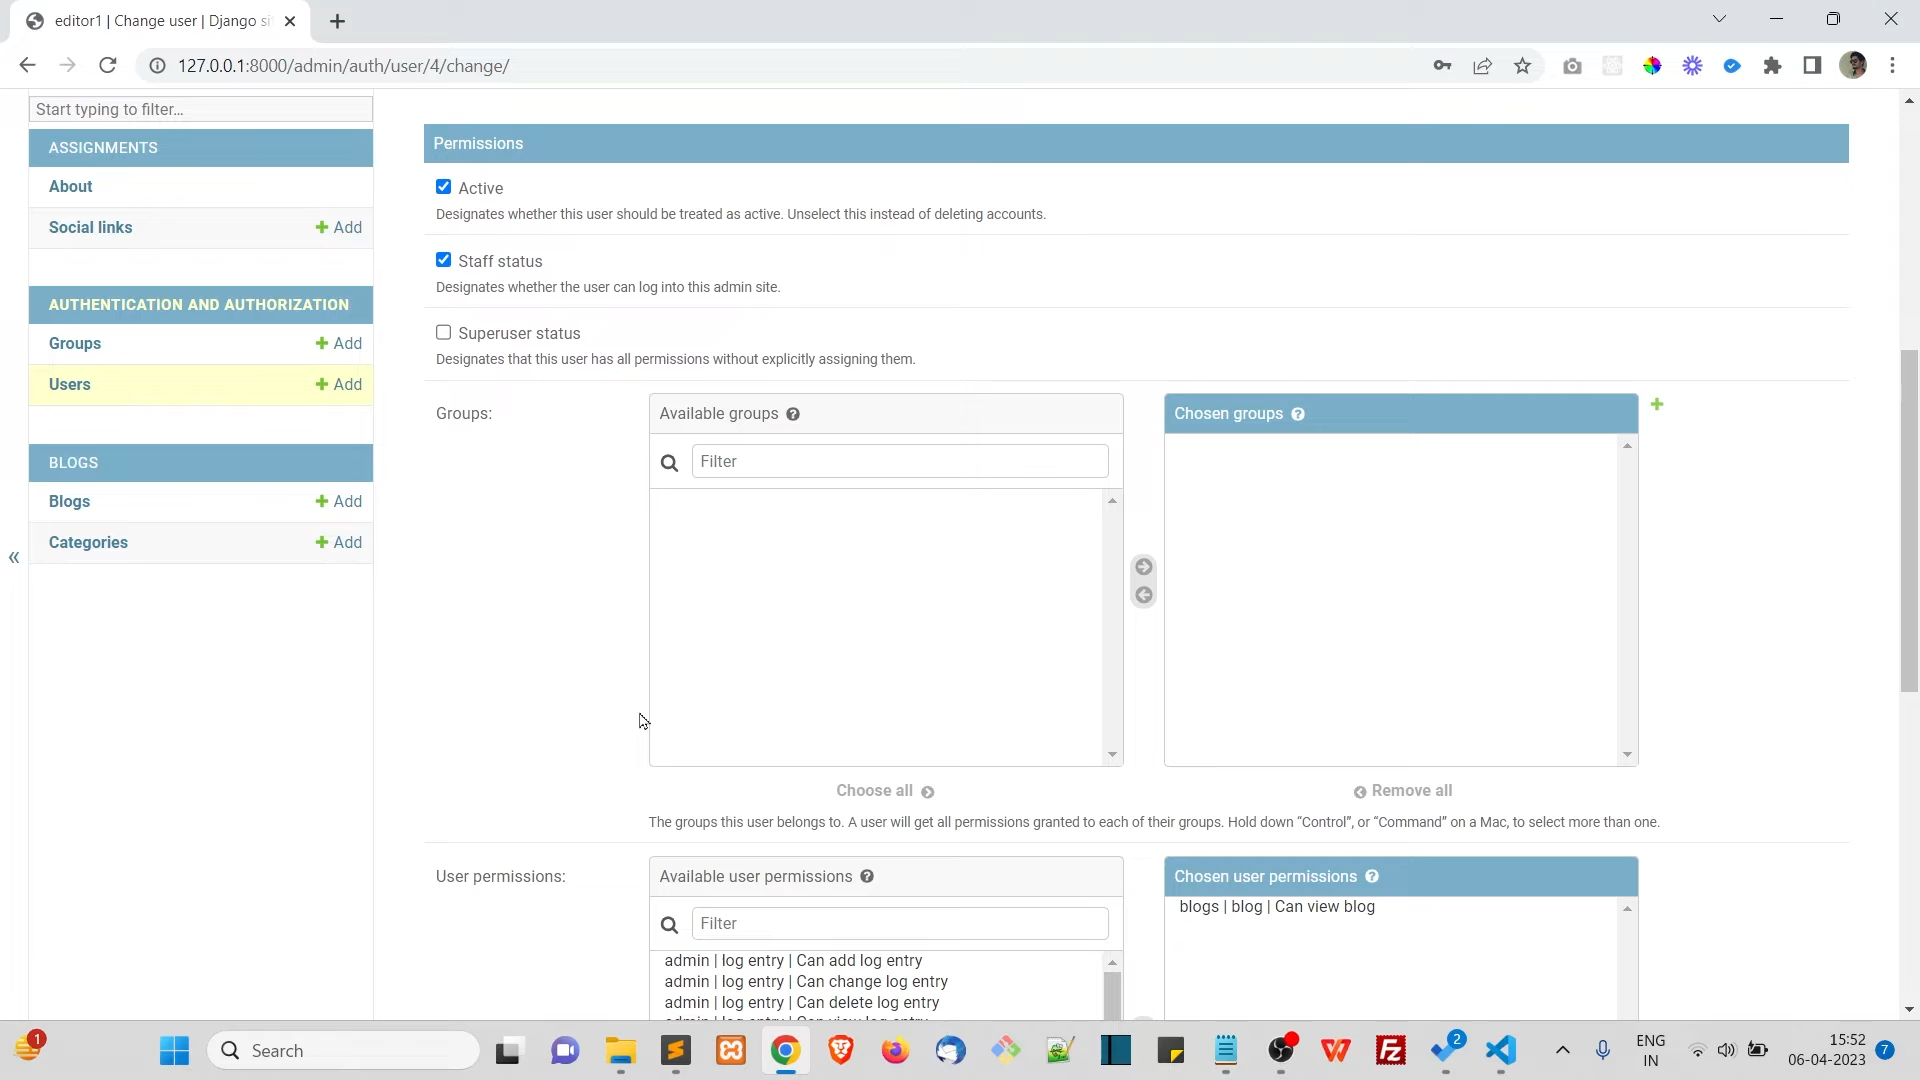 editor1 | Change user | Django si
127.0.0.1:8000/admin/auth/user/4/change/
Start typing to filter...
ASSIGNMENTS
About
Social links
Add
AUTHENTICATION AND AUTHORIZATION
Groups
Add
Users
Add
BLOGS
Blogs
Add
Categories
Add
«
Permissions
Active
Designates whether this user should be treated as active. Unselect this instead of deleting accounts.
Staff status
Designates whether the user can log into this admin site.
Superuser status
Designates that this user has all permissions without explicitly assigning them.
Groups:
Available groups
Filter
Choose all
Chosen groups
Remove all
The groups this user belongs to. A user will get all permissions granted to each of their groups. Hold down “Control”, or “Command” on a Mac, to select more than one.
User permissions:
Available user permissions
Filter
admin | log entry | Can add log entry
admin | log entry | Can change log entry
admin | log entry | Can delete log entry
Chosen user permissions
blogs | blog | Can view blog
1
Search
2
ENG
IN
15:52
06-04-2023
7